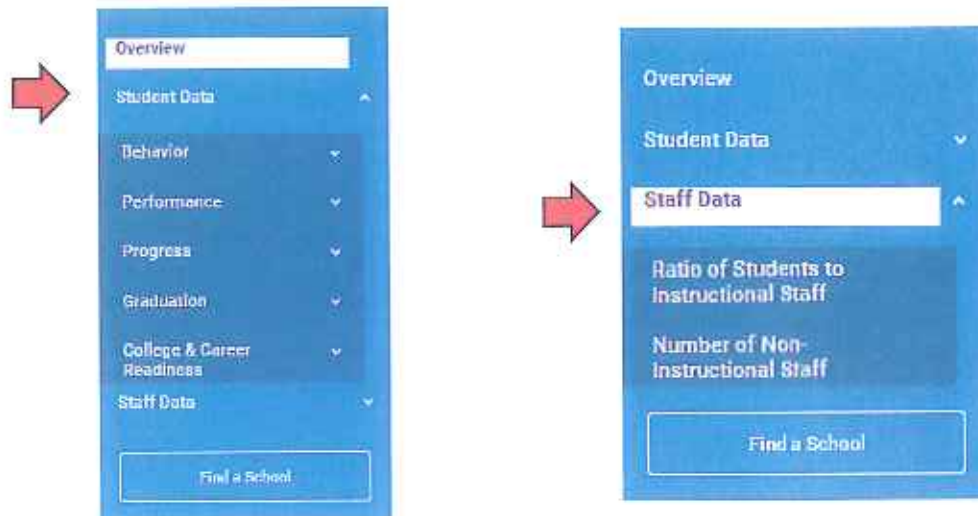 Overview
Student Data
Behavior
Performance
Progress
Graduation
College & Career
Readiness
Staff Data
Find a School
Overview
Student Data
Staff Data
Ratio of Students to
Instructional Staff
Number of Non-
Instructional Staff
Find a School